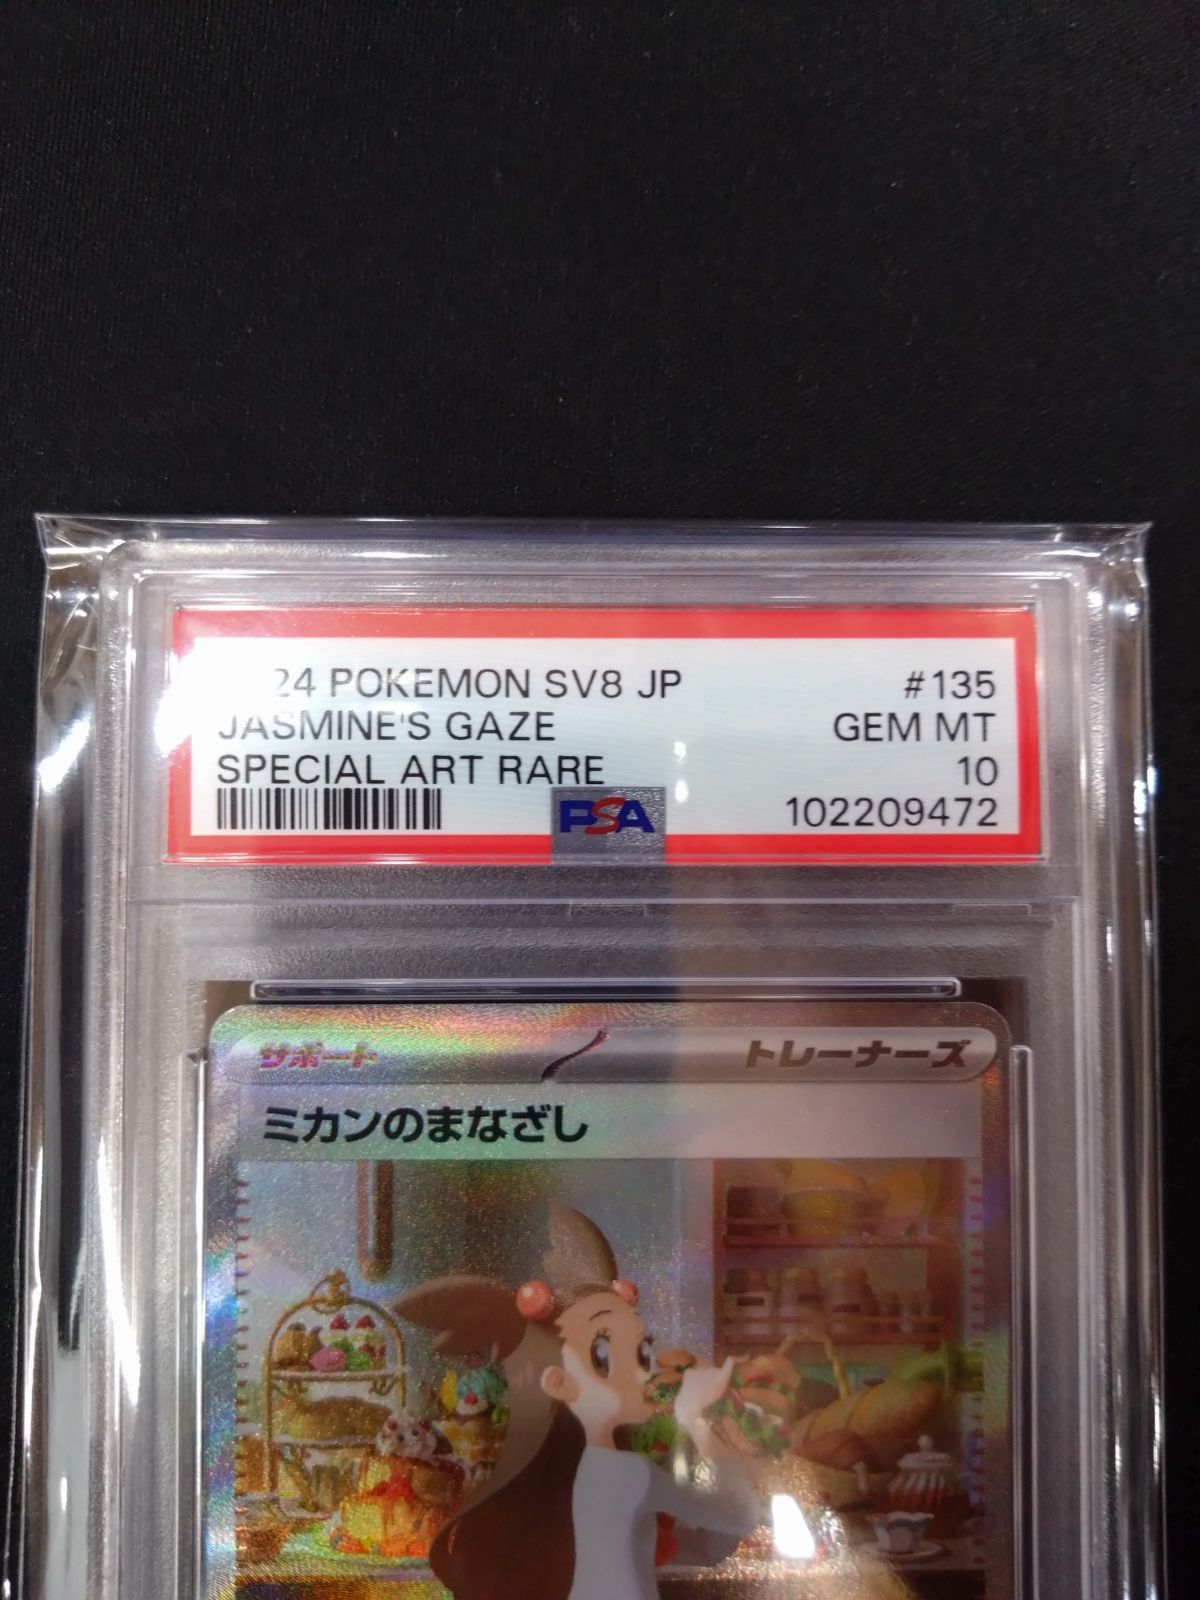 24 POKEMON SV8 JP #135
JASMINE'S GAZE GEM MT
SPECIAL ART RARE 10
PSA 102209472
サポート トレーナーズ
ミカンのまなざし